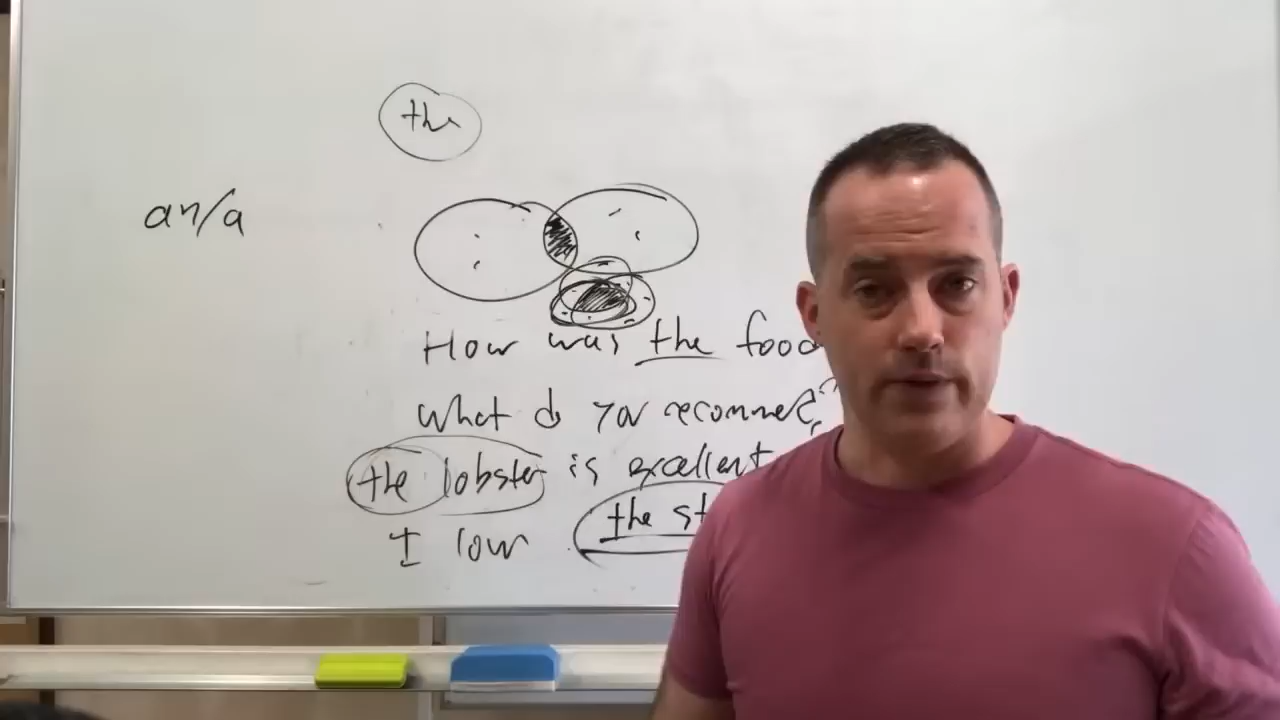 the
an/a
How was the food
What do you recommend?
the lobster is excellent
I love the st